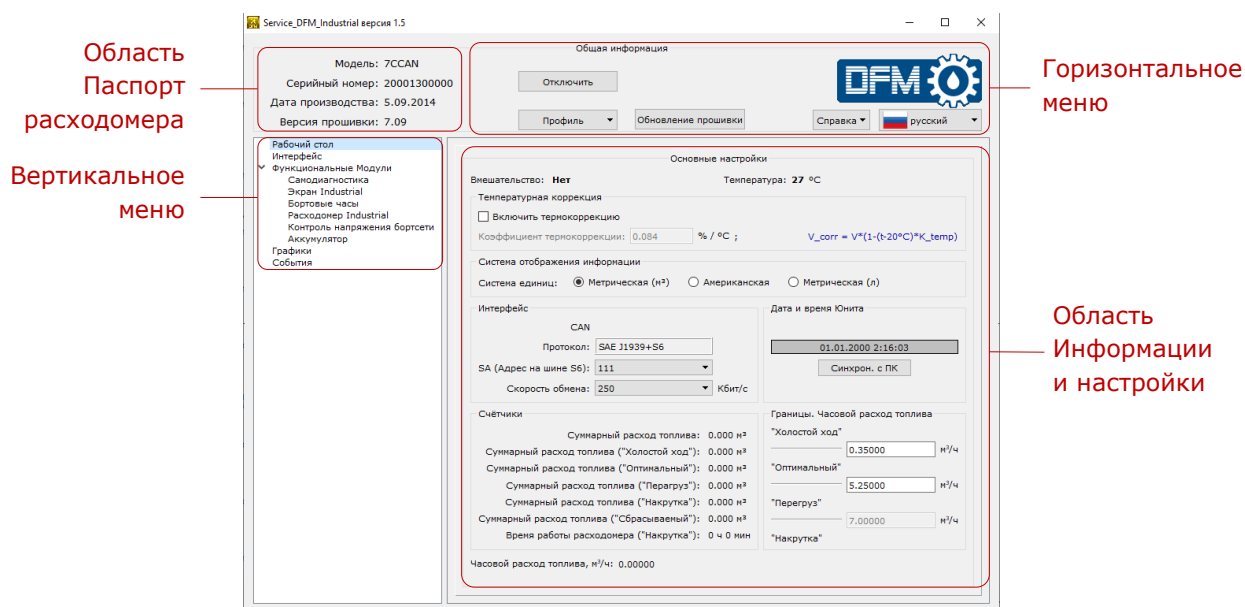 Service_DFM_Industrial версия 1.5
Область
Паспорт
расходомера
Модель: 7CCAN
Серийный номер: 20001300000
Дата производства: 5.09.2014
Версия прошивки: 7.09
Общая информация
Отключить
Профиль
Обновление прошивки
DFM
Справка
русский
Горизонтальное
меню
Вертикальное
меню
Рабочий стол
Интерфейс
Функциональные Модули
Самодиагностика
Экран Industrial
Бортовые часы
Расходомер Industrial
Контроль напряжения бортсети
Аккумулятор
Графики
События
Основные настройки
Вмешательство: Нет
Температура: 27 ºC
Температурная коррекция
Включить термокоррекцию
Коэффициент термокоррекции: 0.084 % / ºC ;
V_corr = V*(1-(t-20ºC)*K_temp)
Система отображения информации
Система единиц: Метрическая (м³) Американская Метрическая (л)
Интерфейс
CAN
Протокол: SAE J1939+S6
SA (Адрес на шине S6): 111
Скорость обмена: 250 Кбит/с
Дата и время Юнита
01.01.2000 2:16:03
Синхрон. с ПК
Область
Информации
и настройки
Счётчики
Суммарный расход топлива: 0.000 м³
Суммарный расход топлива ("Холостой ход"): 0.000 м³
Суммарный расход топлива ("Оптимальный"): 0.000 м³
Суммарный расход топлива ("Перагруз"): 0.000 м³
Суммарный расход топлива ("Накрутка"): 0.000 м³
Суммарный расход топлива ("Сбрасываемый"): 0.000 м³
Время работы расходомера ("Накрутка"): 0 ч 0 мин
Границы. Часовой расход топлива
"Холостой ход"
0.35000 м³/ч
"Оптимальный"
5.25000 м³/ч
"Перегруз"
7.00000 м³/ч
"Накрутка"
Часовой расход топлива, м³/ч: 0.00000